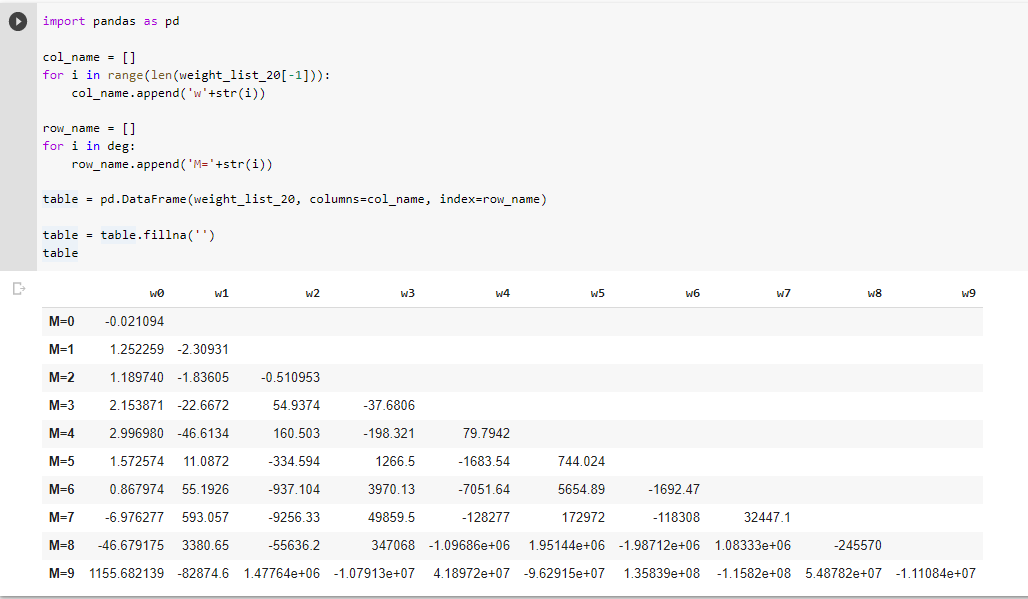 import pandas as pd
col_name = []
for i in range(len(weight_list_20[-1])):
    col_name.append('w'+str(i))
row_name = []
for i in deg:
    row_name.append('M='+str(i))
table = pd.DataFrame(weight_list_20, columns=col_name, index=row_name)
table = table.fillna('')
table
w0 w1 w2 w3 w4 w5 w6 w7 w8 w9
M=0 -0.021094
M=1 1.252259 -2.30931
M=2 1.189740 -1.83605 -0.510953
M=3 2.153871 -22.6672 54.9374 -37.6806
M=4 2.996980 -46.6134 160.503 -198.321 79.7942
M=5 1.572574 11.0872 -334.594 1266.5 -1683.54 744.024
M=6 0.867974 55.1926 -937.104 3970.13 -7051.64 5654.89 -1692.47
M=7 -6.976277 593.057 -9256.33 49859.5 -128277 172972 -118308 32447.1
M=8 -46.679175 3380.65 -55636.2 347068 -1.09686e+06 1.95144e+06 -1.98712e+06 1.08333e+06 -245570
M=9 1155.682139 -82874.6 1.47764e+06 -1.07913e+07 4.18972e+07 -9.62915e+07 1.35839e+08 -1.1582e+08 5.48782e+07 -1.11084e+07